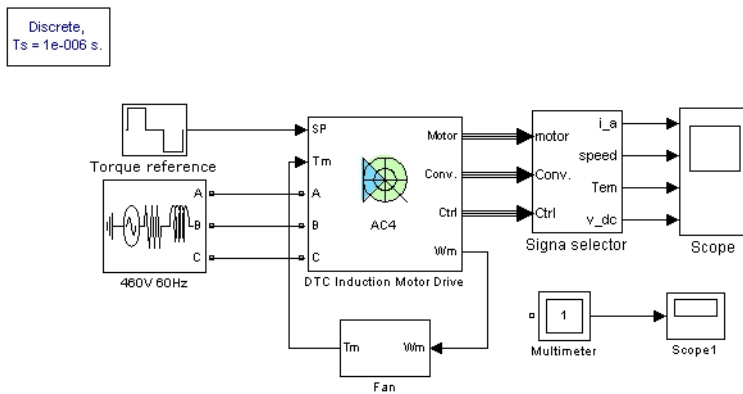 Discrete,
Ts = 1e-006 s.
Torque reference
SP
Tm
A
B
C
Motor
Conv.
Ctrl
Wm
AC4
DTC Induction Motor Drive
A
B
C
460V 60Hz
motor
Conv.
Ctrl
i_a
speed
Tem
v_dc
Signa selector
Scope
Tm
Wm
Fan
1
Multimeter
Scope1